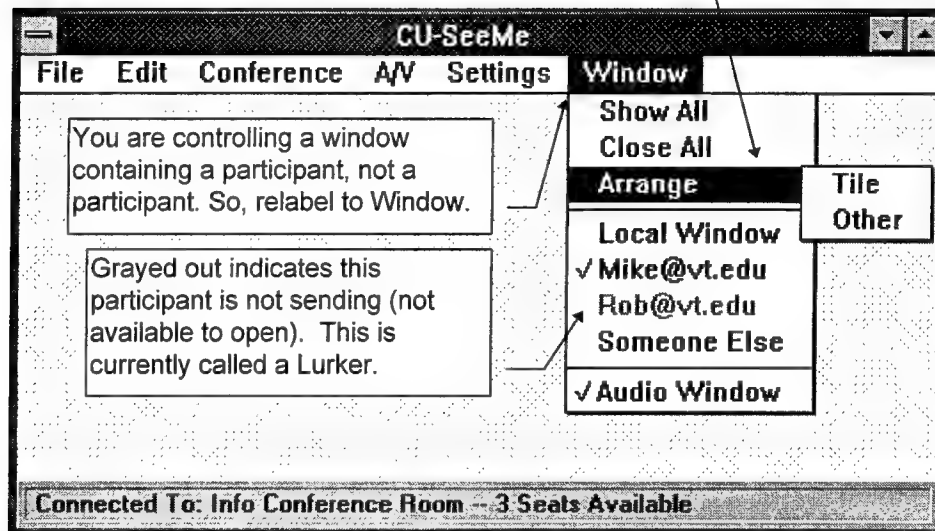 CU-SeeMe
File Edit Conference A/V Settings Window
You are controlling a window
containing a participant, not a
participant. So, relabel to Window.
Grayed out indicates this
participant is not sending (not
available to open). This is
currently called a Lurker.
Show All
Close All
Arrange
Tile
Other
Local Window
√ Mike@vt.edu
Rob@vt.edu
Someone Else
√ Audio Window
Connected To: Info Conference Room -- 3 Seats Available